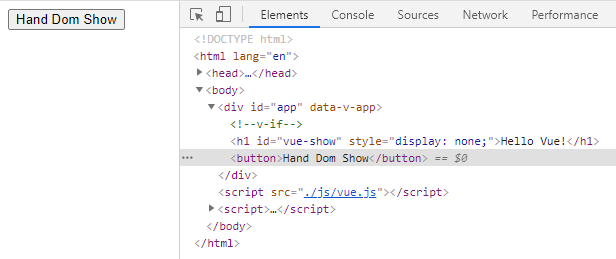 Hand Dom Show
Elements Console Sources Network Performance
<!DOCTYPE html>
<html lang="en">
<head>…</head>
<body>
<div id="app" data-v-app>
<!--v-if-->
<h1 id="vue-show" style="display: none;">Hello Vue!</h1>
<button>Hand Dom Show</button> == $0
</div>
<script src="./js/vue.js"></script>
<script>…</script>
</body>
</html>